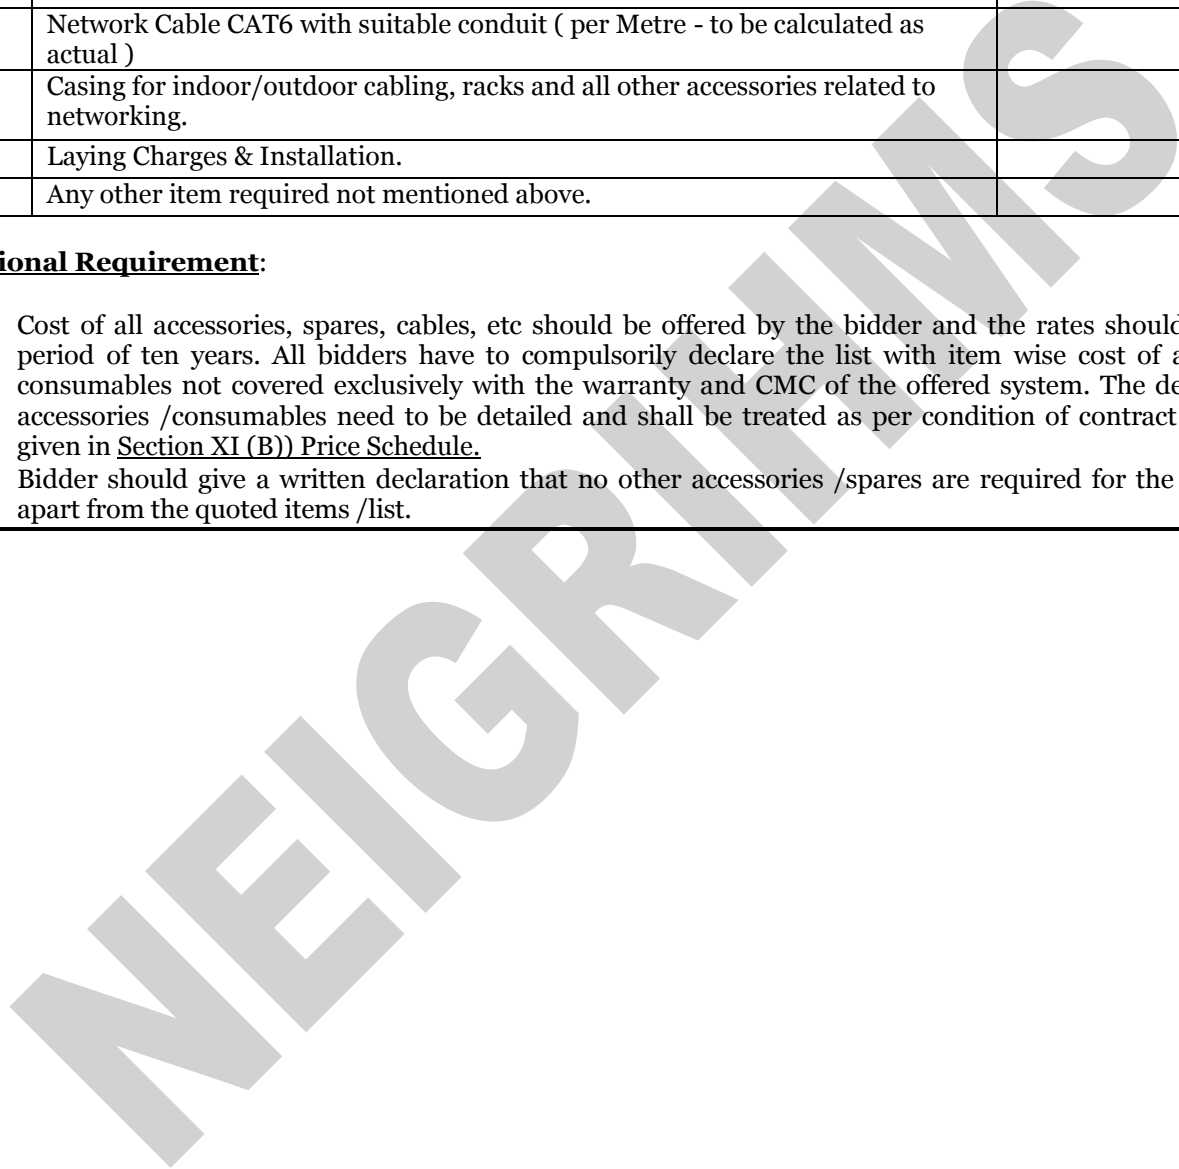 Network Cable CAT6 with suitable conduit ( per Metre - to be calculated as
actual )
Casing for indoor/outdoor cabling, racks and all other accessories related to
networking.
Laying Charges & Installation.
Any other item required not mentioned above.
ional Requirement:
Cost of all accessories, spares, cables, etc should be offered by the bidder and the rates should
period of ten years. All bidders have to compulsorily declare the list with item wise cost of a
consumables not covered exclusively with the warranty and CMC of the offered system. The de
accessories /consumables need to be detailed and shall be treated as per condition of contract
given in Section XI (B)) Price Schedule.
Bidder should give a written declaration that no other accessories /spares are required for the
apart from the quoted items /list.
NEIGRIHMS